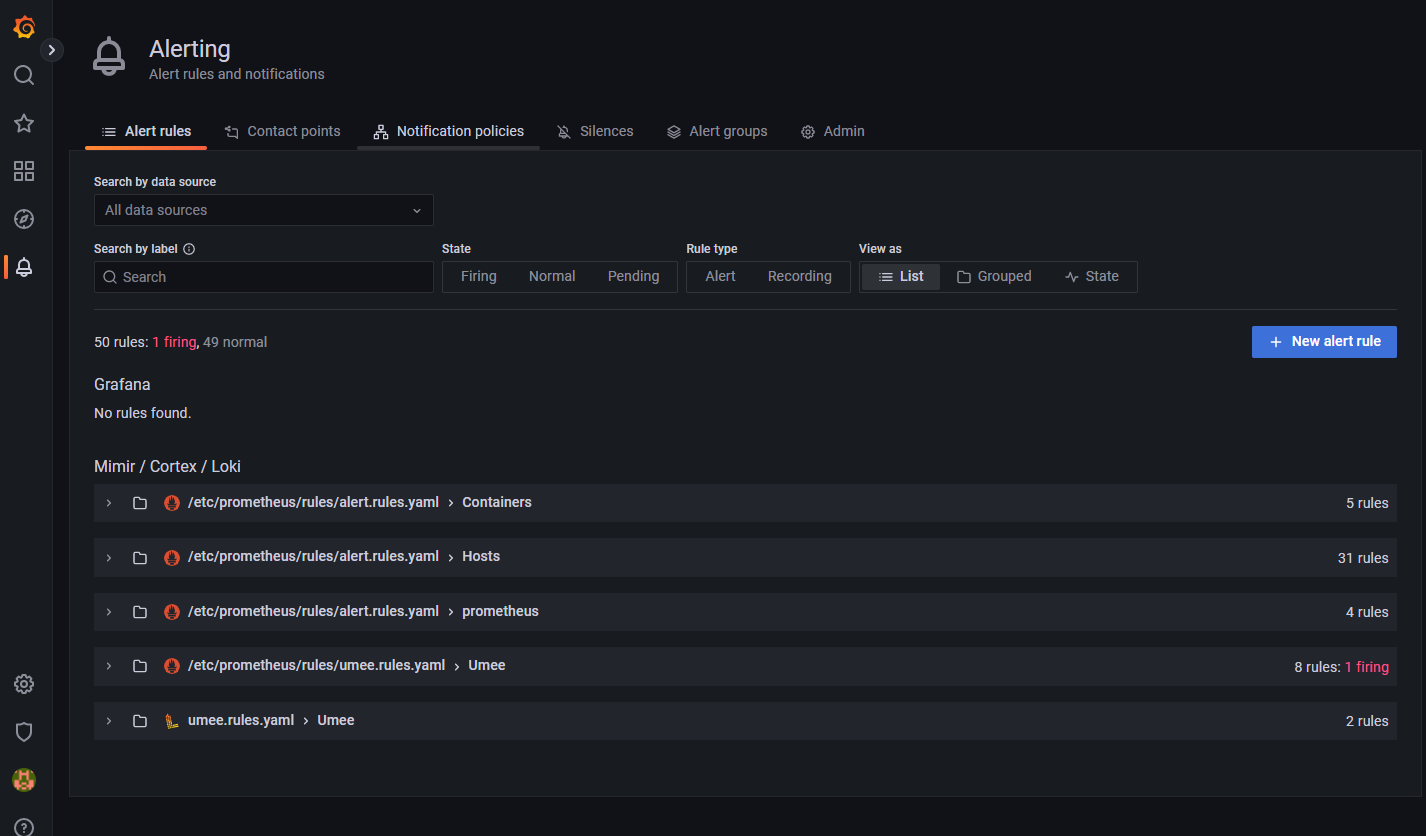 Alerting
Alert rules and notifications
Alert rules Contact points Notification policies Silences Alert groups Admin
Search by data source
All data sources
Search by label State Rule type View as
Search Firing Normal Pending Alert Recording List Grouped State
50 rules: 1 firing, 49 normal + New alert rule
Grafana
No rules found.
Mimir / Cortex / Loki
/etc/prometheus/rules/alert.rules.yaml › Containers 5 rules
/etc/prometheus/rules/alert.rules.yaml › Hosts 31 rules
/etc/prometheus/rules/alert.rules.yaml › prometheus 4 rules
/etc/prometheus/rules/umee.rules.yaml › Umee 8 rules: 1 firing
umee.rules.yaml › Umee 2 rules